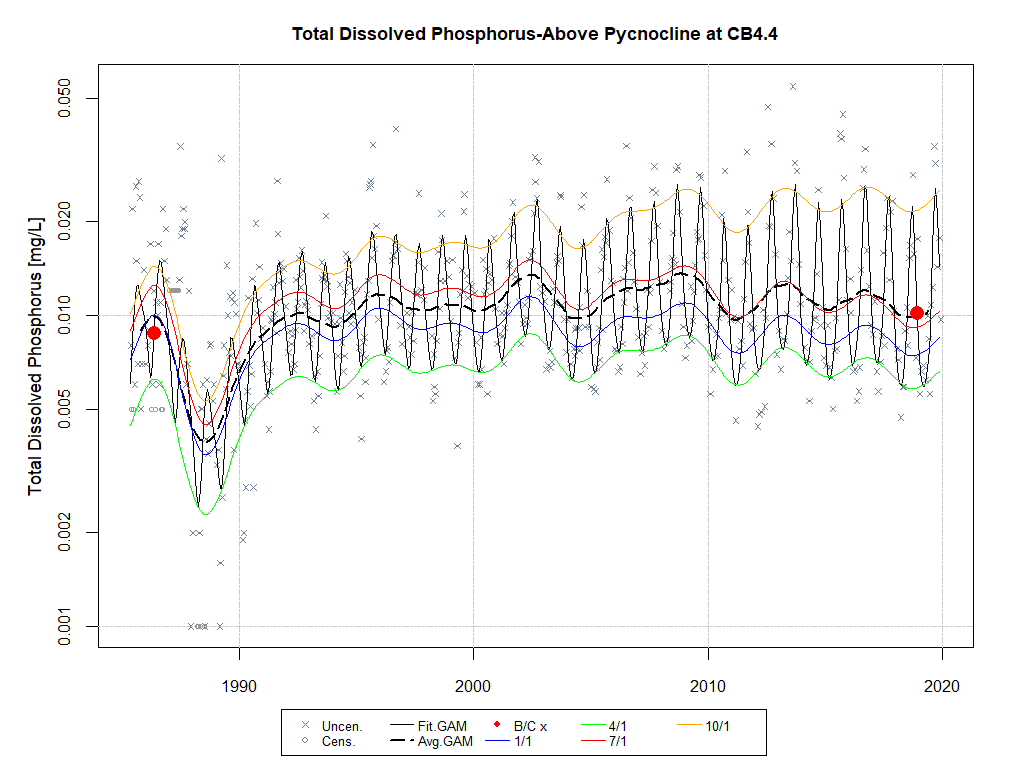 Total Dissolved Phosphorus-Above Pycnocline at CB4.4
Total Dissolved Phosphorus [mg/L]
0.050
0.020
0.010
0.005
0.002
0.001
1990 2000 2010 2020
Uncen. Fit.GAM B/C x 4/1 10/1
Cens. Avg.GAM 1/1 7/1